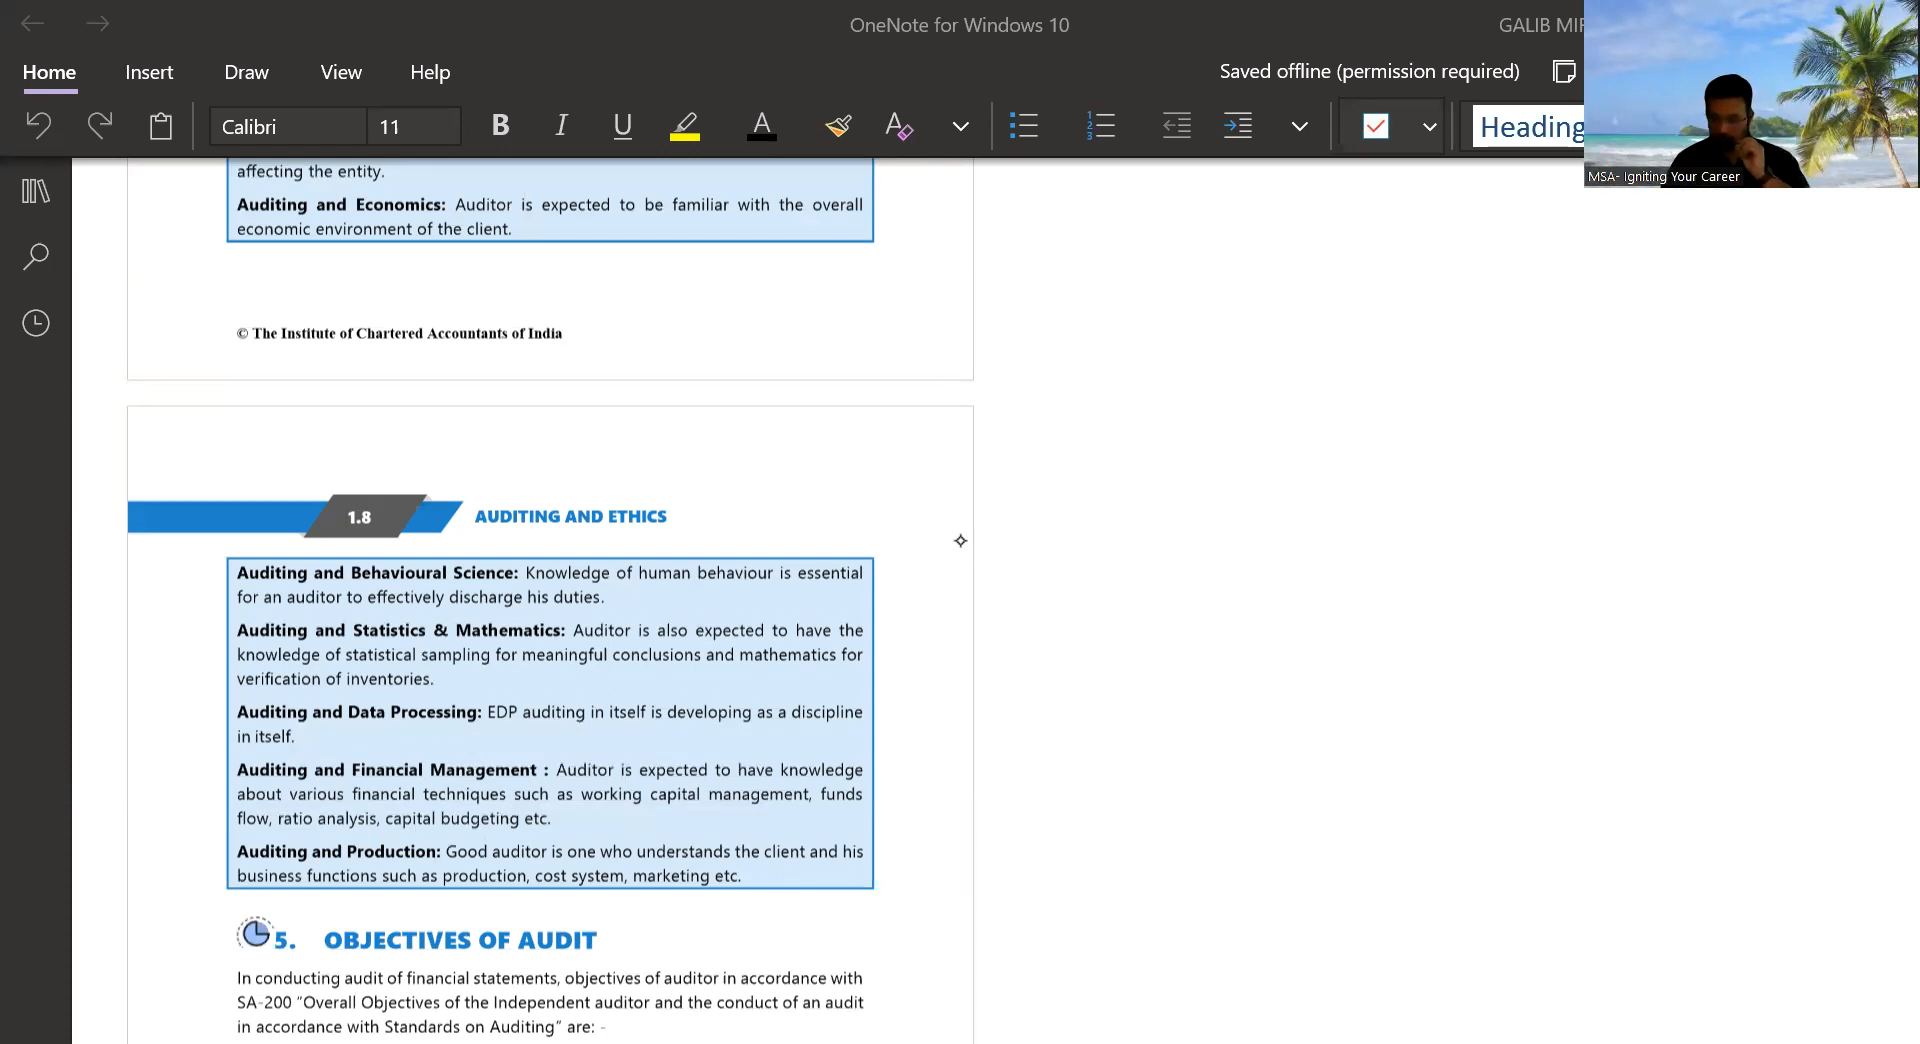 OneNote for Windows 10
GALIB MIR
Home Insert Draw View Help
Saved offline (permission required)
Calibri 11 B I U A A Heading
MSA- Igniting Your Career
affecting the entity.
Auditing and Economics: Auditor is expected to be familiar with the overall
economic environment of the client.
© The Institute of Chartered Accountants of India
1.8 AUDITING AND ETHICS
Auditing and Behavioural Science: Knowledge of human behaviour is essential
for an auditor to effectively discharge his duties.
Auditing and Statistics & Mathematics: Auditor is also expected to have the
knowledge of statistical sampling for meaningful conclusions and mathematics for
verification of inventories.
Auditing and Data Processing: EDP auditing in itself is developing as a discipline
in itself.
Auditing and Financial Management : Auditor is expected to have knowledge
about various financial techniques such as working capital management, funds
flow, ratio analysis, capital budgeting etc.
Auditing and Production: Good auditor is one who understands the client and his
business functions such as production, cost system, marketing etc.
5. OBJECTIVES OF AUDIT
In conducting audit of financial statements, objectives of auditor in accordance with
SA-200 “Overall Objectives of the Independent auditor and the conduct of an audit
in accordance with Standards on Auditing” are: -